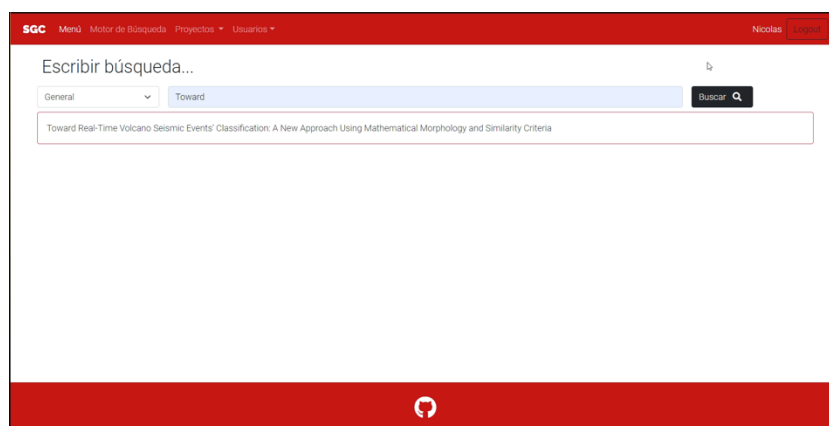 SGC Menú Motor de Búsqueda Proyectos Usuarios Nicolas Logout
Escribir búsqueda...
General Toward Buscar
Toward Real-Time Volcano Seismic Events' Classification: A New Approach Using Mathematical Morphology and Similarity Criteria